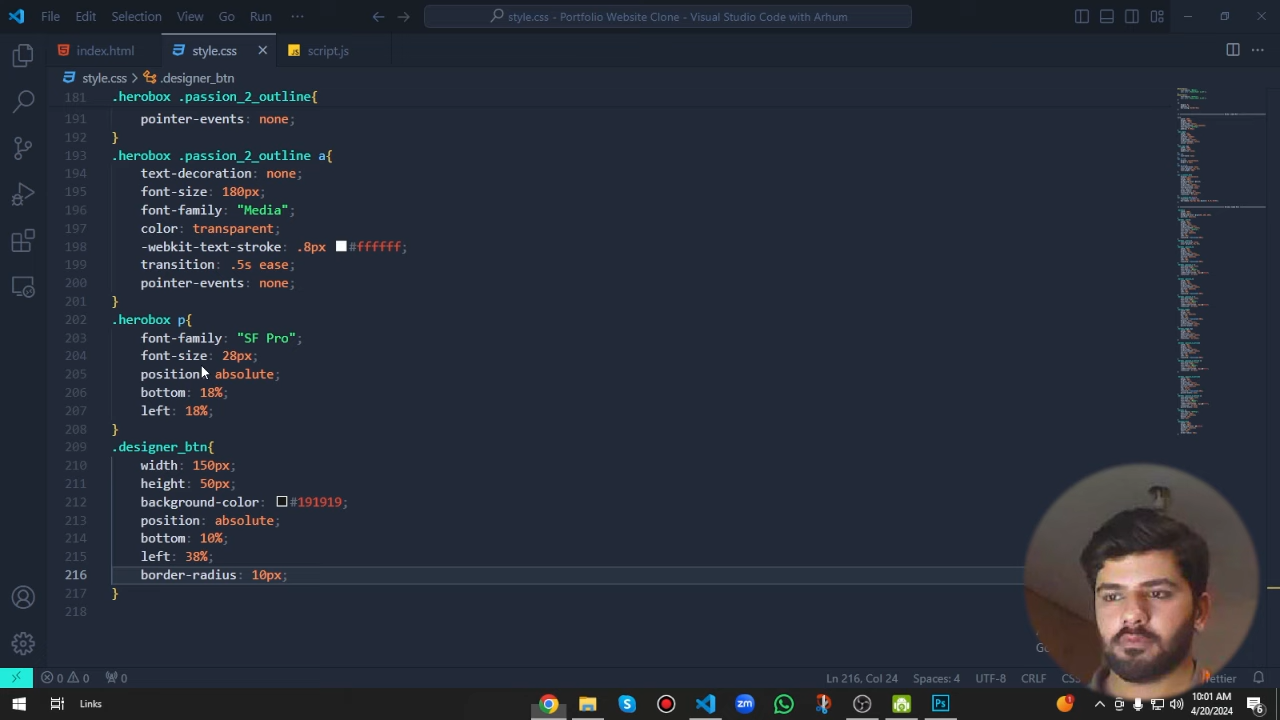 File Edit Selection View Go Run ··· style.css - Portfolio Website Clone - Visual Studio Code with Arhum
index.html style.css script.js
style.css > .designer_btn
181 .herobox .passion_2_outline{
191 pointer-events: none;
192 }
193 .herobox .passion_2_outline a{
194 text-decoration: none;
195 font-size: 180px;
196 font-family: "Media";
197 color: transparent;
198 -webkit-text-stroke: .8px #ffffff;
199 transition: .5s ease;
200 pointer-events: none;
201 }
202 .herobox p{
203 font-family: "SF Pro";
204 font-size: 28px;
205 position: absolute;
206 bottom: 18%;
207 left: 18%;
208 }
209 .designer_btn{
210 width: 150px;
211 height: 50px;
212 background-color: #191919;
213 position: absolute;
214 bottom: 10%;
215 left: 38%;
216 border-radius: 10px;
217 }
218
0 0 0 Ln 216, Col 24 Spaces: 4 UTF-8 CRLF
Links 10:01 AM
4/20/2024 6